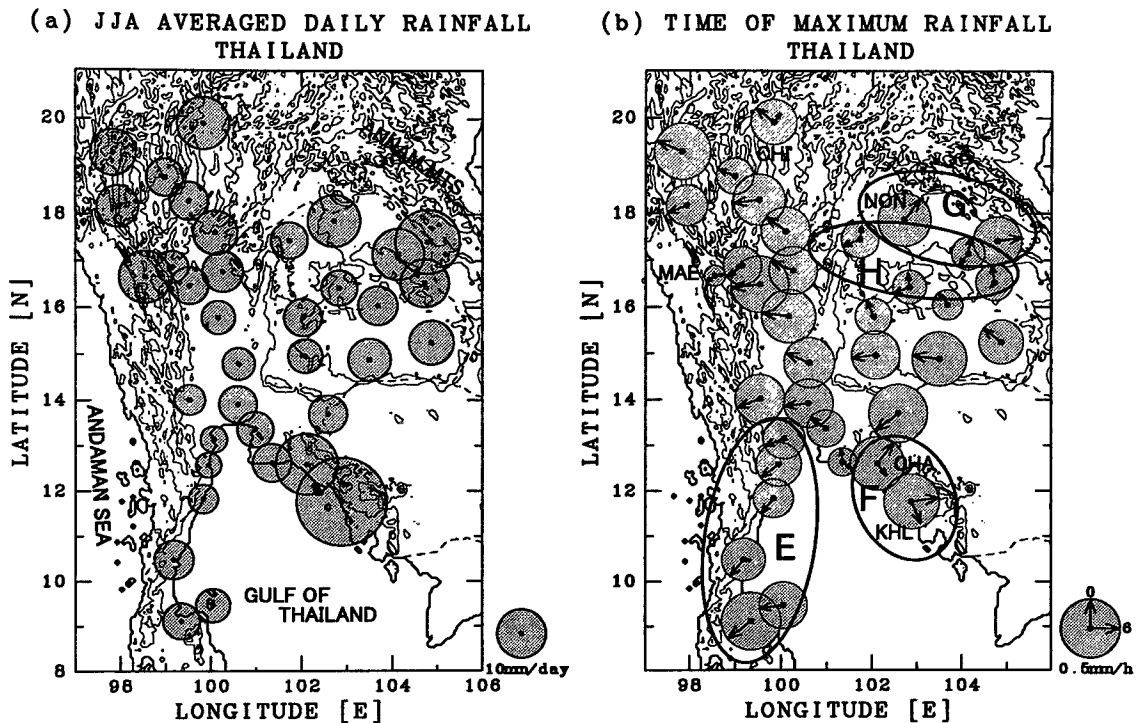 (a) JJA AVERAGED DAILY RAINFALL
THAILAND
LATITUDE [N]
20
18
16
14
12
10
8
98
100
102
104
106
LONGITUDE [E]
ANDAMAN SEA
GULF OF
THAILAND
10mm/day
(b) TIME OF MAXIMUM RAINFALL
THAILAND
LATITUDE [N]
20
18
16
14
12
10
8
98
100
102
104
LONGITUDE [E]
CHI
NON
G
MAE
H
CHA
F
KHL
E
0
6
0.5mm/h